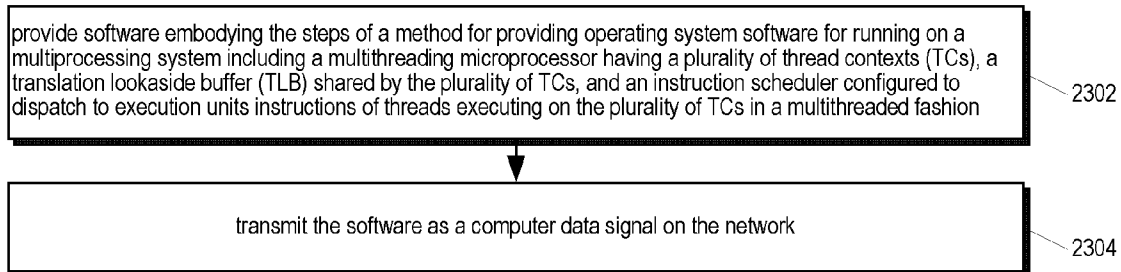 provide software embodying the steps of a method for providing operating system software for running on a
multiprocessing system including a multithreading microprocessor having a plurality of thread contexts (TCs), a
translation lookaside buffer (TLB) shared by the plurality of TCs, and an instruction scheduler configured to
dispatch to execution units instructions of threads executing on the plurality of TCs in a multithreaded fashion
2302
transmit the software as a computer data signal on the network
2304